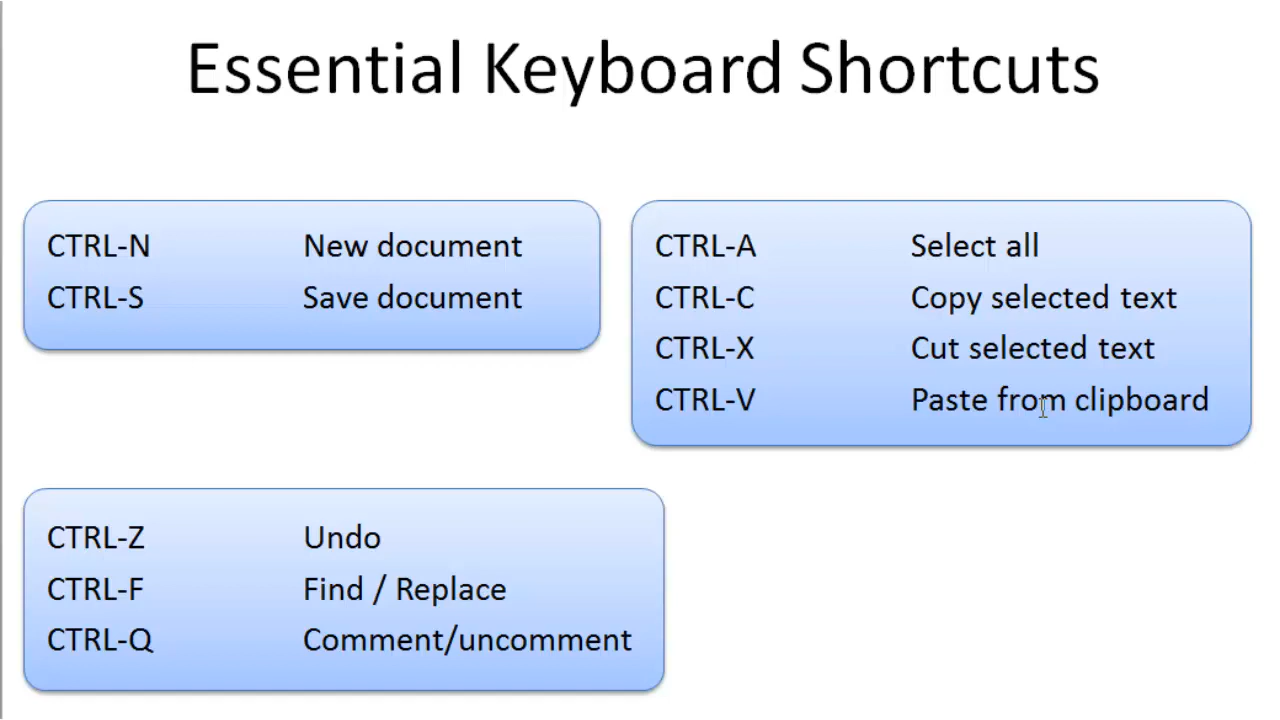 Essential Keyboard Shortcuts
CTRL-N New document
CTRL-S Save document
CTRL-A Select all
CTRL-C Copy selected text
CTRL-X Cut selected text
CTRL-V Paste from clipboard
CTRL-Z Undo
CTRL-F Find / Replace
CTRL-Q Comment/uncomment